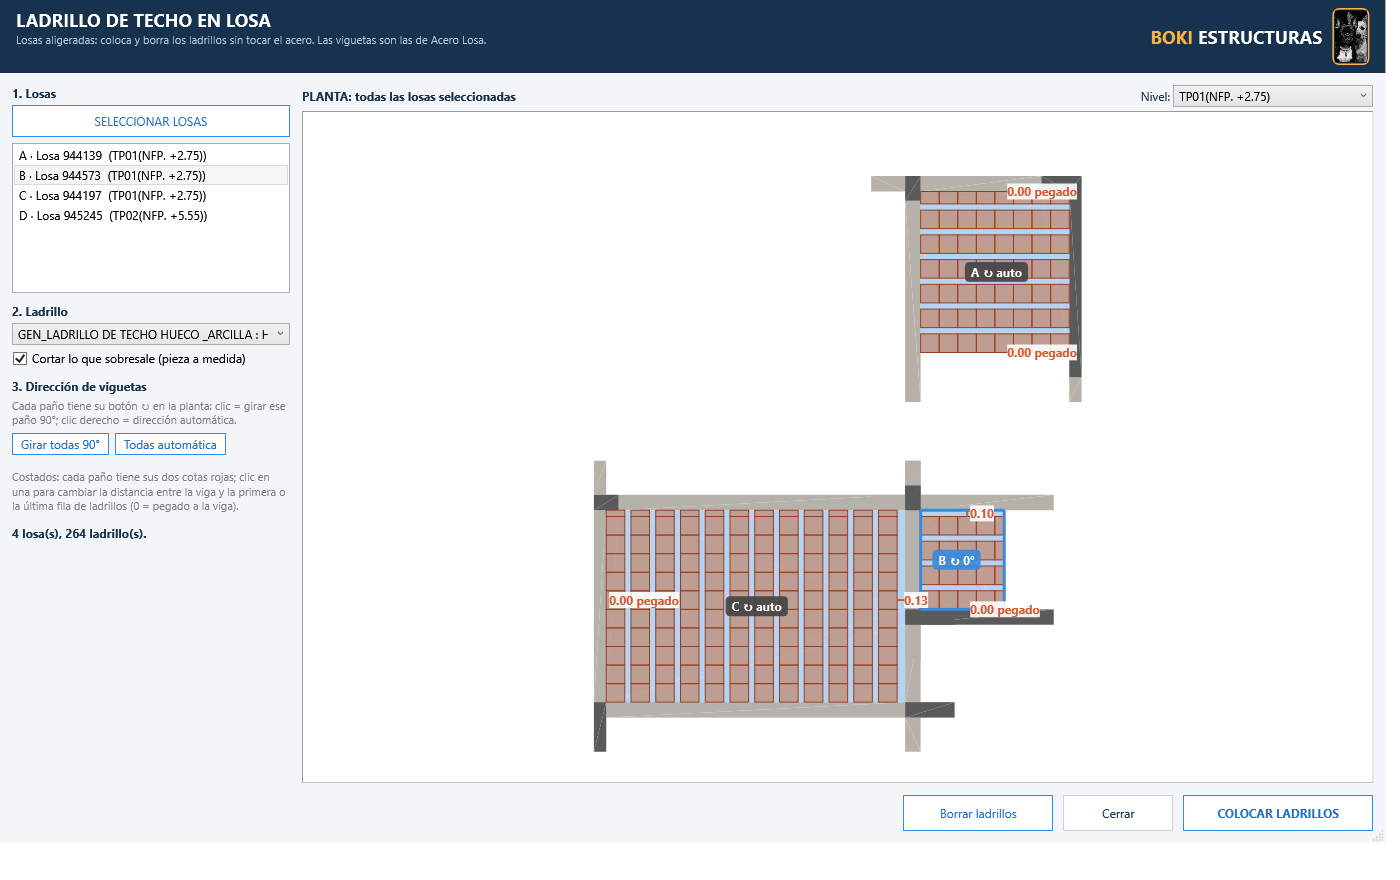 LADRILLO DE TECHO EN LOSA
Losas aligeradas: coloca y borra los ladrillos sin tocar el acero. Las viguetas son las de Acero Losa.
BOKI ESTRUCTURAS
1. Losas
SELECCIONAR LOSAS
A · Losa 944139 (TP01(NFP. +2.75))
B · Losa 944573 (TP01(NFP. +2.75))
C · Losa 944197 (TP01(NFP. +2.75))
D · Losa 945245 (TP02(NFP. +5.55))
2. Ladrillo
GEN_LADRILLO DE TECHO HUECO _ARCILLA : H
Cortar lo que sobresale (pieza a medida)
3. Dirección de viguetas
Cada paño tiene su botón ↻ en la planta: clic = girar ese
paño 90°; clic derecho = dirección automática.
Girar todas 90°
Todas automática
Costados: cada paño tiene sus dos cotas rojas; clic en
una para cambiar la distancia entre la viga y la primera o
la última fila de ladrillos (0 = pegado a la viga).
4 losa(s), 264 ladrillo(s).
PLANTA: todas las losas seleccionadas
Nivel: TP01(NFP. +2.75)
0.00 pegado
A ↻ auto
0.00 pegado
0.10
B ↻ 0°
0.00 pegado
0.00 pegado
C ↻ auto
0.13
Borrar ladrillos
Cerrar
COLOCAR LADRILLOS